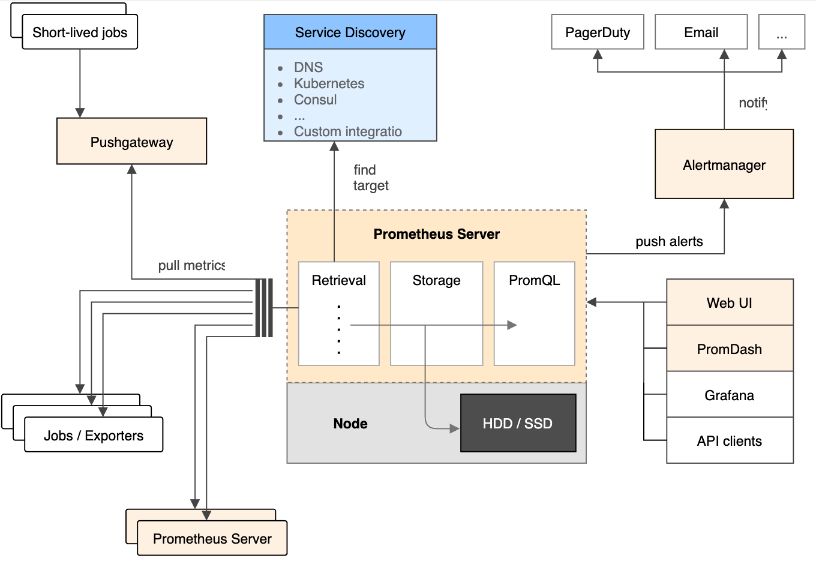 Short-lived jobs
Pushgateway
Service Discovery
• DNS
• Kubernetes
• Consul
• ...
• Custom integratio
find
target
PagerDuty
Email
...
notify
Alertmanager
push alerts
pull metrics
Prometheus Server
Retrieval
Storage
PromQL
Node
HDD / SSD
Web UI
PromDash
Grafana
API clients
Jobs / Exporters
Prometheus Server